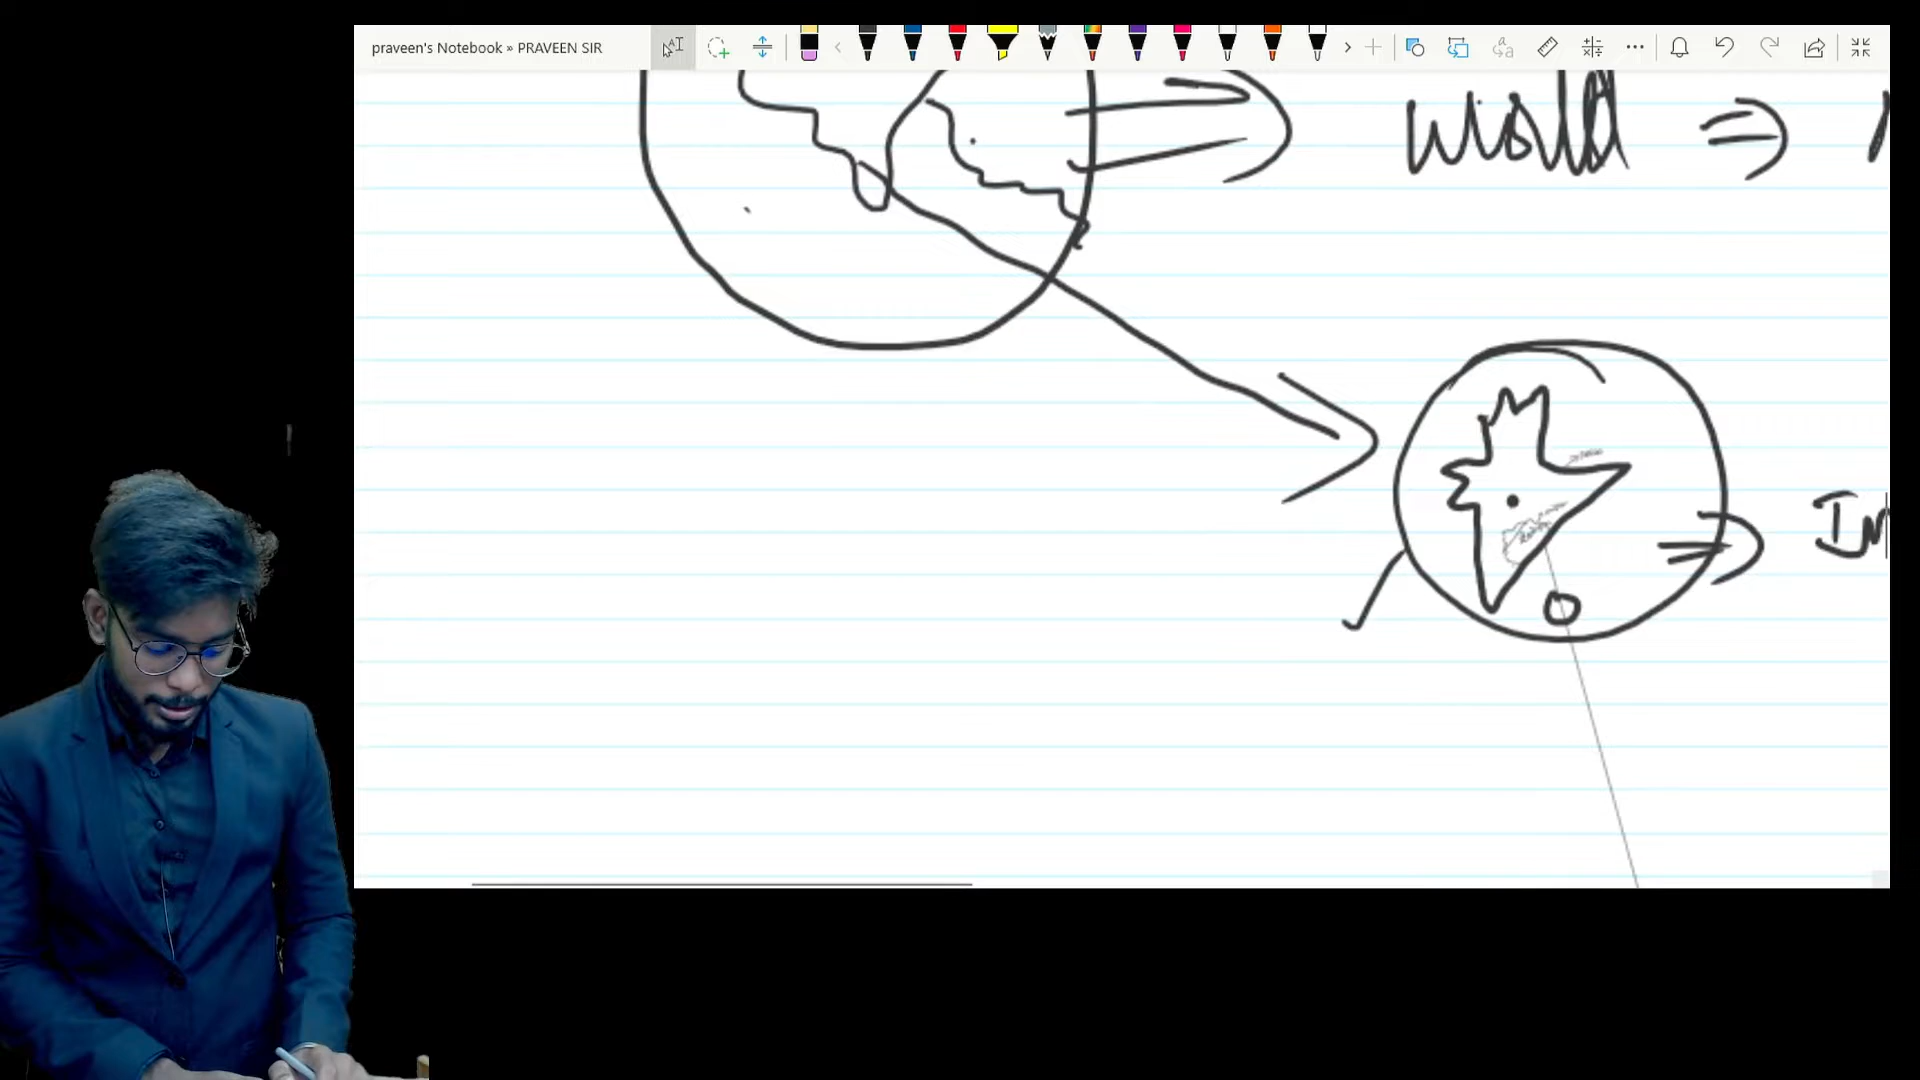 praveen's Notebook » PRAVEEN SIR
World ⇒
⇒ In